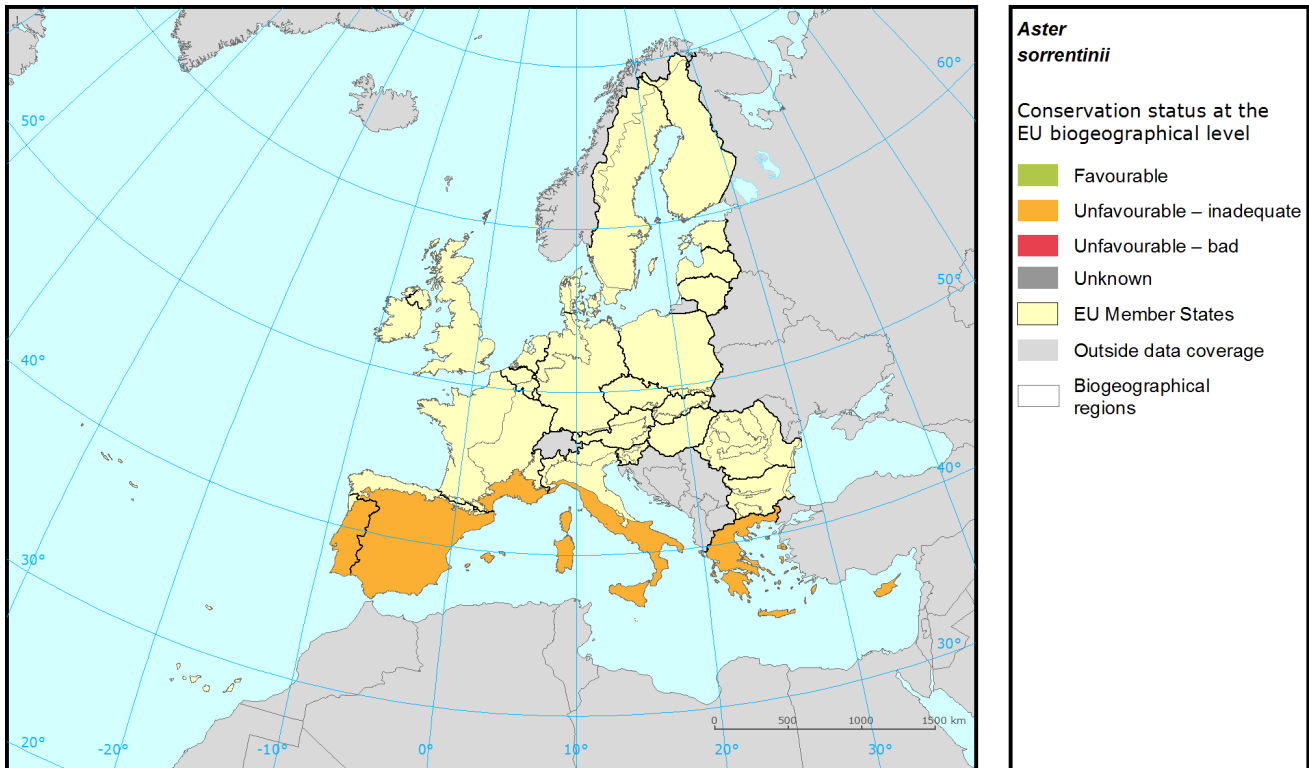 Aster
sorrentinii
Conservation status at the
EU biogeographical level
Favourable
Unfavourable – inadequate
Unfavourable – bad
Unknown
EU Member States
Outside data coverage
Biogeographical
regions
60°
50°
50°
40°
40°
30°
30°
0 500 1000 1500 km
20° -20° -10° 0° 10° 20° 30°